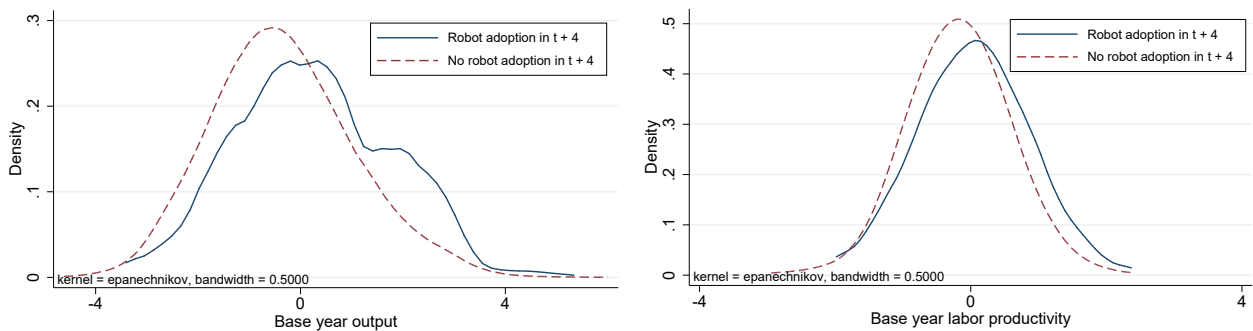 .3
.2
.1
0
Density
Robot adoption in t + 4
No robot adoption in t + 4
kernel = epanechnikov, bandwidth = 0.5000
-4
0
4
Base year output
.5
.4
.3
.2
.1
0
Density
Robot adoption in t + 4
No robot adoption in t + 4
kernel = epanechnikov, bandwidth = 0.5000
-4
0
4
Base year labor productivity